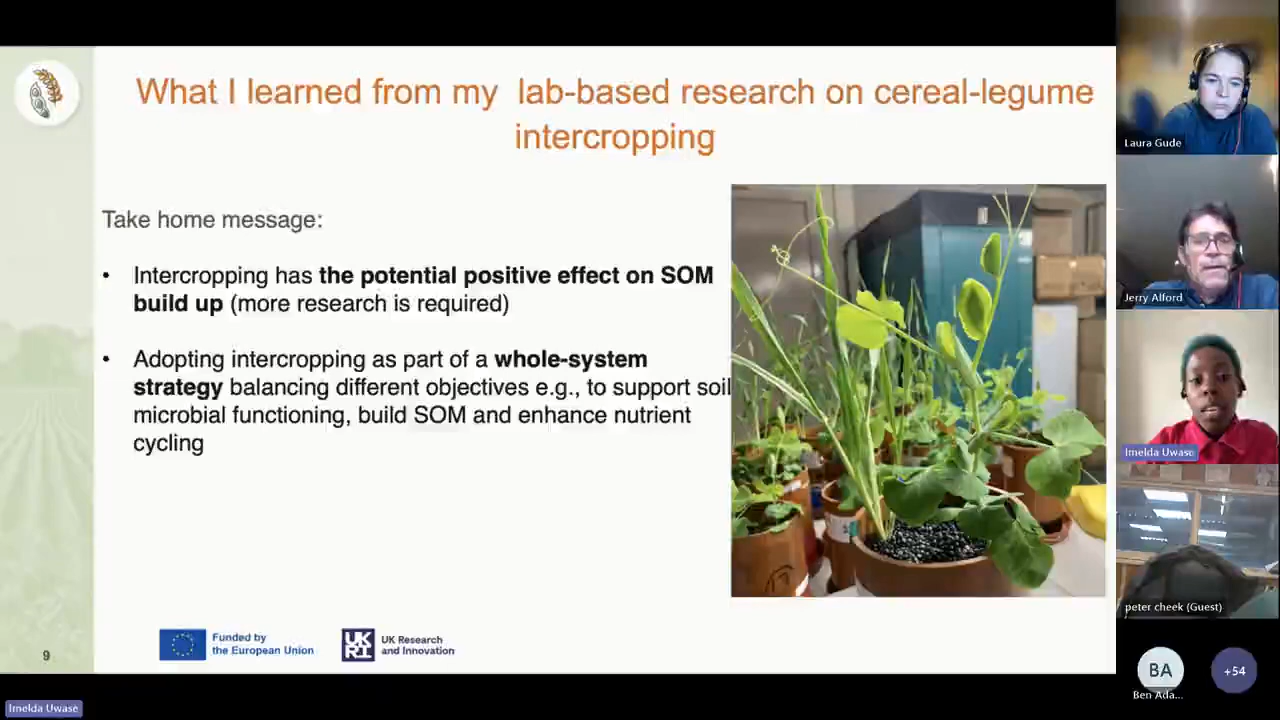 What I learned from my  lab-based research on cereal-legume
intercropping
Take home message:
• Intercropping has the potential positive effect on SOM
build up (more research is required)
• Adopting intercropping as part of a whole-system
strategy balancing different objectives e.g., to support soil
microbial functioning, build SOM and enhance nutrient
cycling
Funded by
the European Union
UK
RI
UK Research
and Innovation
9
Imelda Uwase
Laura Gude
Jerry Alford
Imelda Uwase
peter cheek (Guest)
BA
Ben Ada...
+54